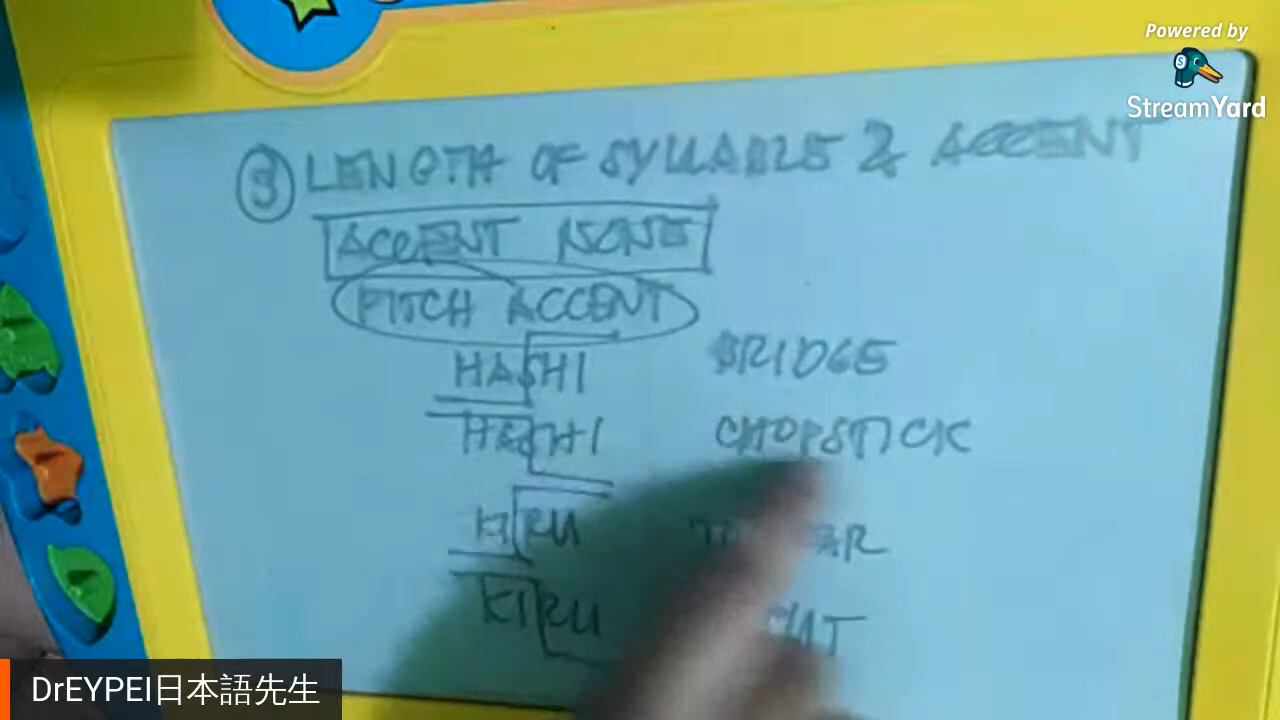 Powered by
StreamYard
③ LENGTH OF SYLLABLE & ACCENT
ACCENT NONE
PITCH ACCENT
HASHI BRIDGE
HASHI CHOPSTICK
KIRU
KIRU
DrEYPEI日本語先生